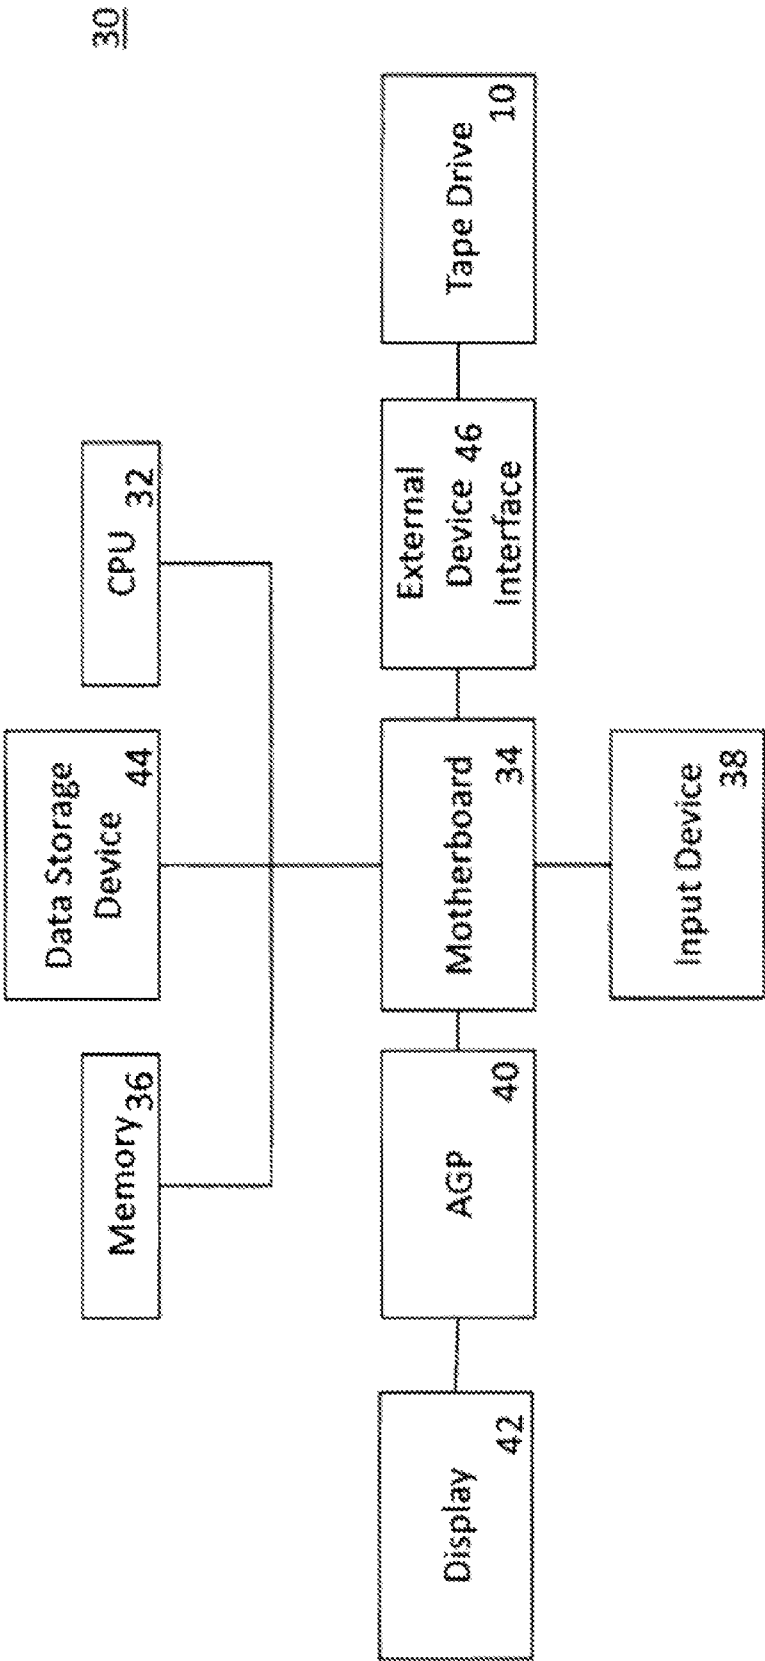 30
Data Storage
Device
44
Memory
36
CPU
32
Display
42
AGP
40
Motherboard
34
External
Device 46
Interface
Tape Drive
10
Input Device
38